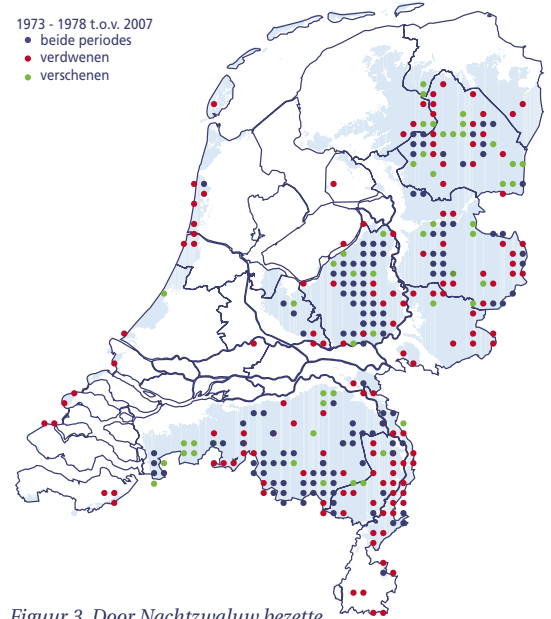 1973 - 1978 t.o.v. 2007
beide periodes
verdwenen
verschenen
Figuur 3. Door Nachtzwaluw bezette